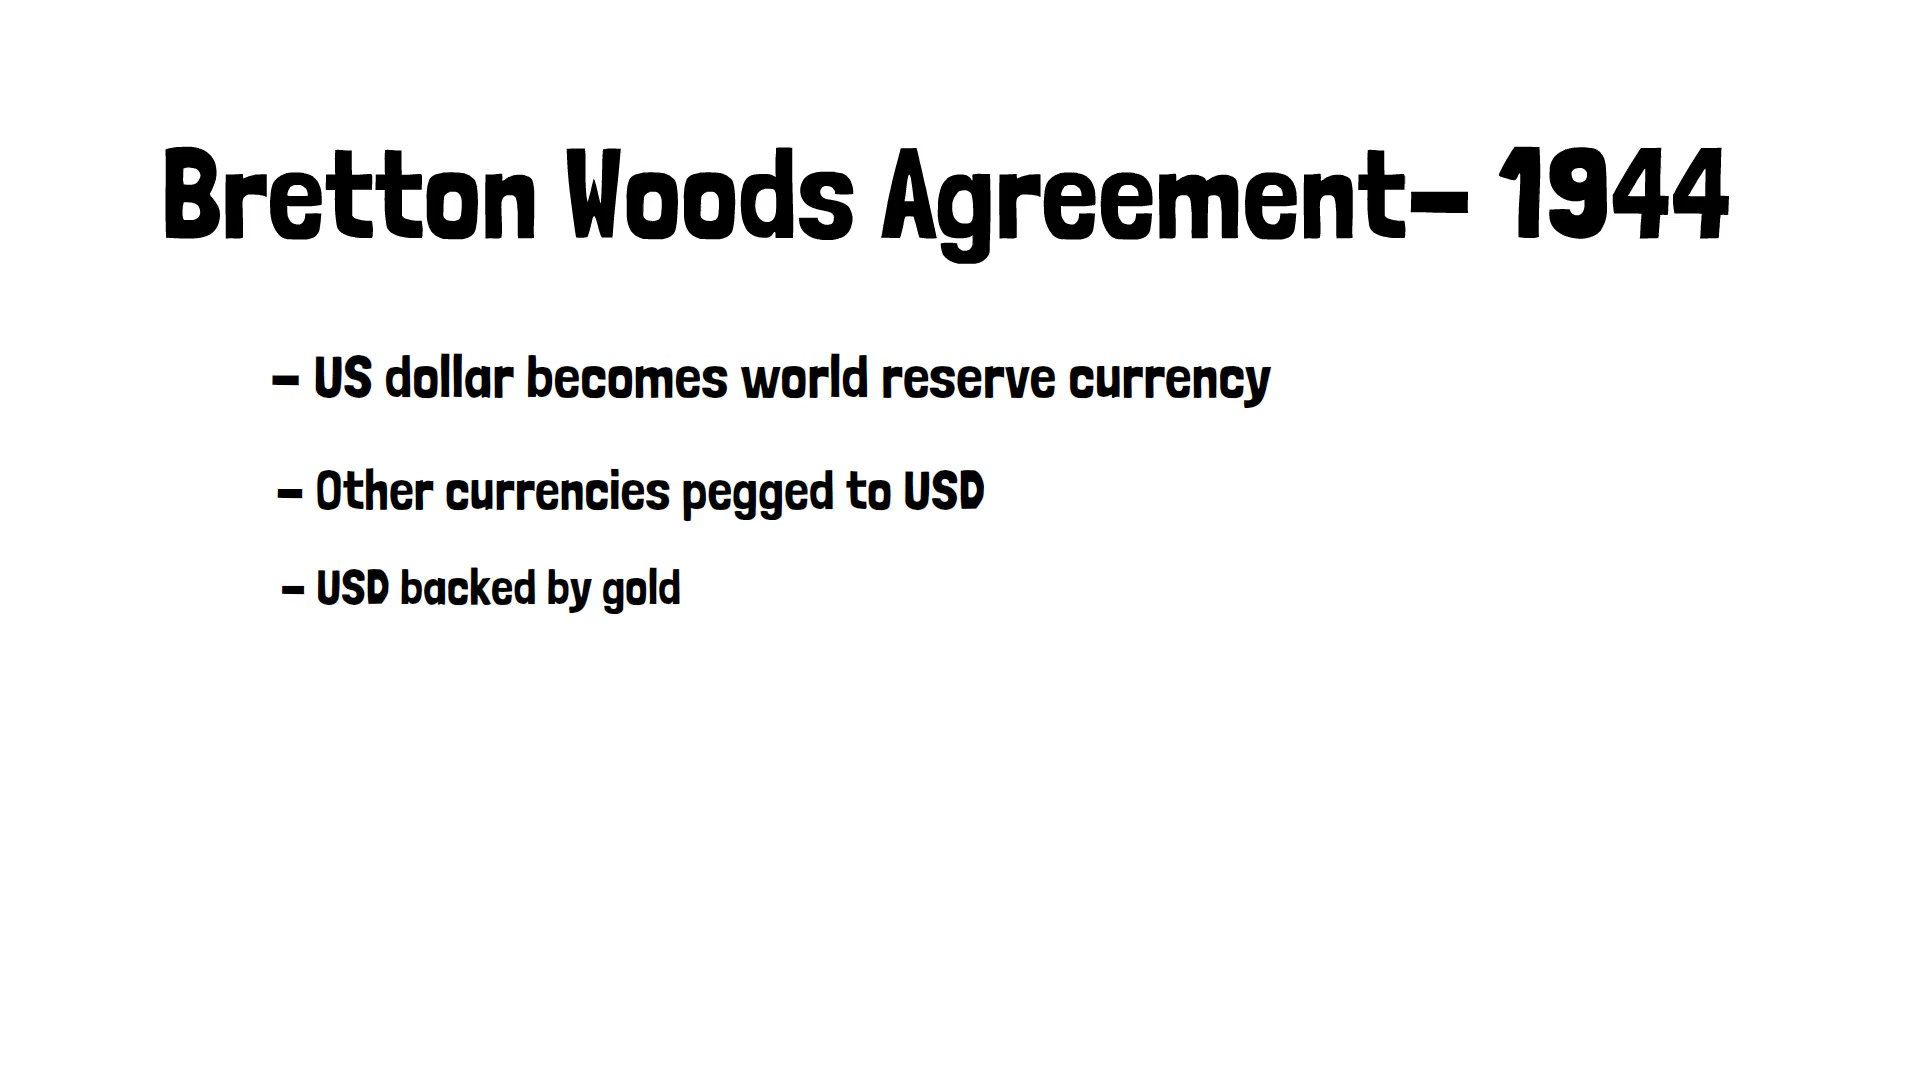 Bretton Woods Agreement- 1944
- US dollar becomes world reserve currency
- Other currencies pegged to USD
- USD backed by gold